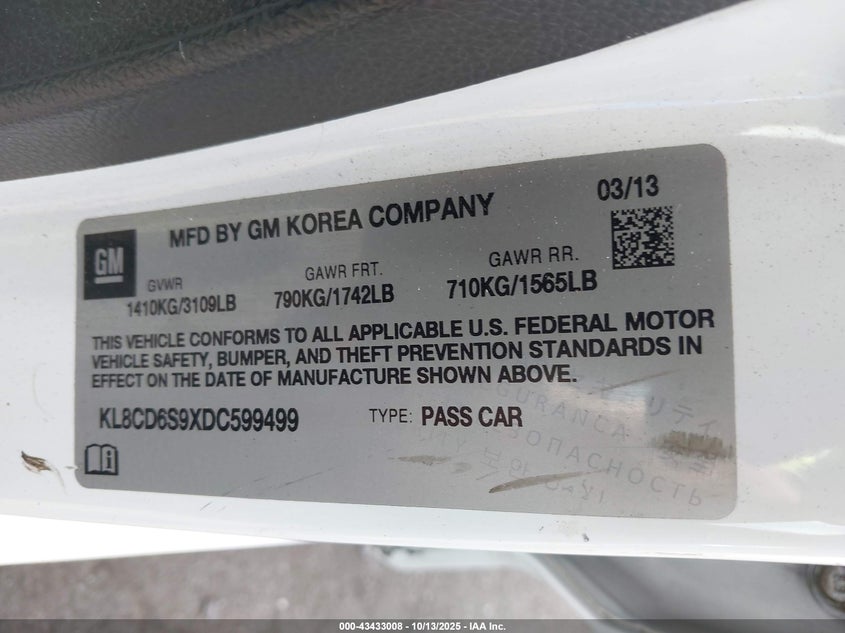 03/13
MFD BY GM KOREA COMPANY
GM
GVWR
GAWR FRT.
GAWR RR.
1410KG/3109LB
790KG/1742LB
710KG/1565LB
THIS VEHICLE CONFORMS TO ALL APPLICABLE U.S. FEDERAL MOTOR
VEHICLE SAFETY, BUMPER, AND THEFT PREVENTION STANDARDS IN
EFFECT ON THE DATE OF MANUFACTURE SHOWN ABOVE.
KL8CD6S9XDC599499
TYPE: PASS CAR
000-43433008 - 10/13/2025 - IAA Inc.